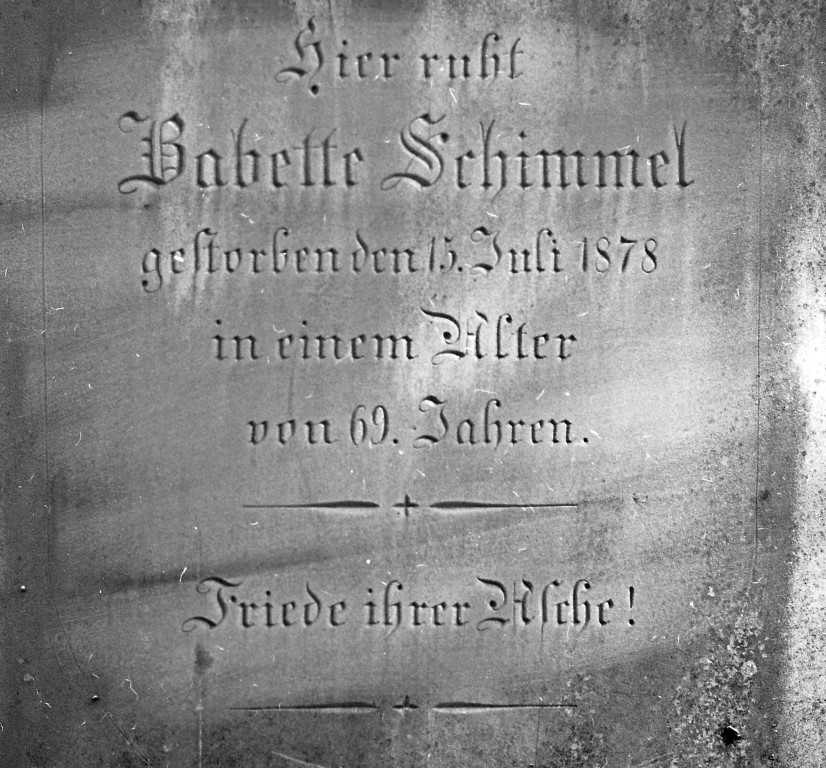 Hier ruht
Babette Schimmel
gestorben den 15. Juli 1878
in einem Alter
von 69. Jahren.
Friede ihrer Asche!